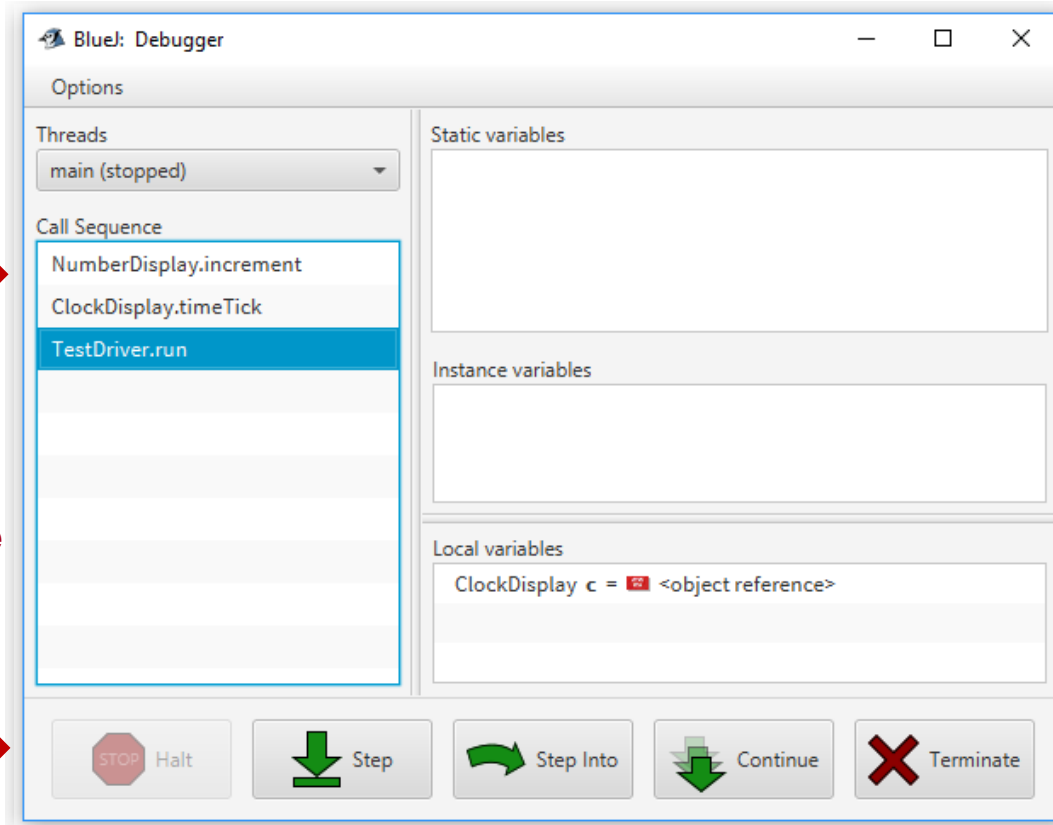 BlueJ: Debugger
Options
Threads
main (stopped)
Call Sequence
NumberDisplay.increment
ClockDisplay.timeTick
TestDriver.run
Static variables
Instance variables
Local variables
ClockDisplay c = <object reference>
STOP Halt
Step
Step Into
Continue
Terminate